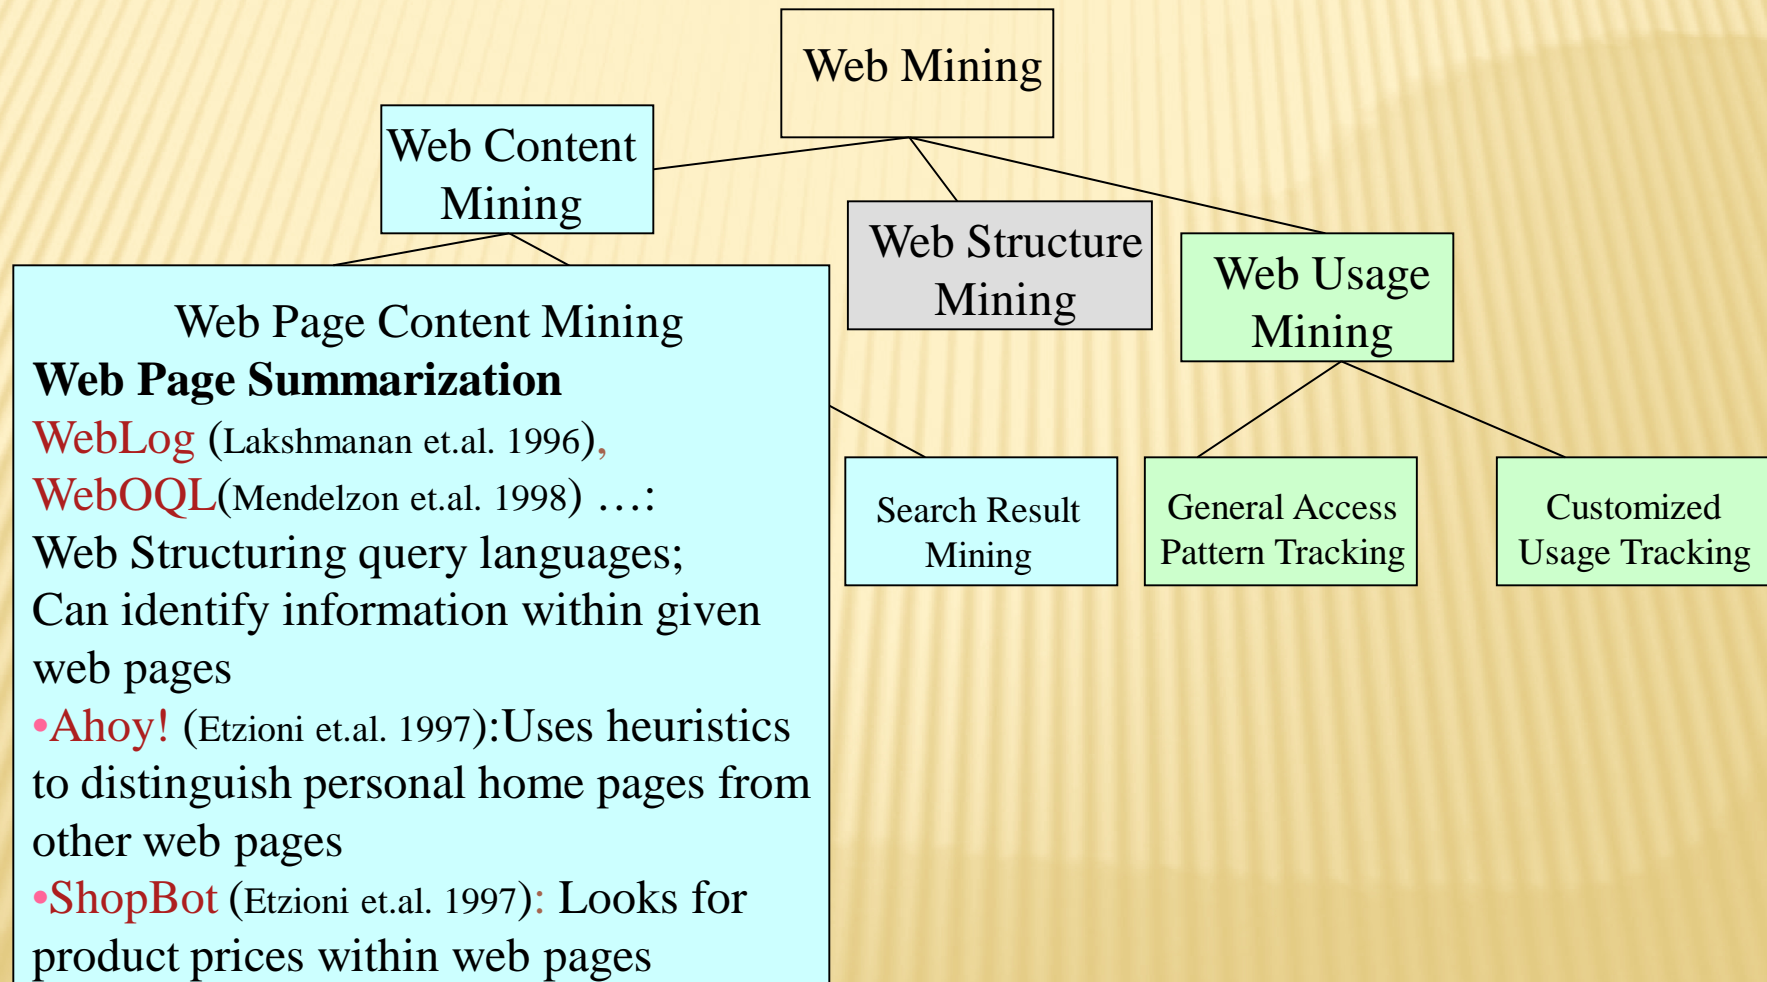 Web Mining
Web Content
Mining
Web Structure
Mining
Web Usage
Mining
Web Page Content Mining
Web Page Summarization
WebLog (Lakshmanan et.al. 1996),
WebOQL(Mendelzon et.al. 1998) …:
Web Structuring query languages;
Can identify information within given
web pages
•Ahoy! (Etzioni et.al. 1997):Uses heuristics
to distinguish personal home pages from
other web pages
•ShopBot (Etzioni et.al. 1997): Looks for
product prices within web pages
Search Result
Mining
General Access
Pattern Tracking
Customized
Usage Tracking